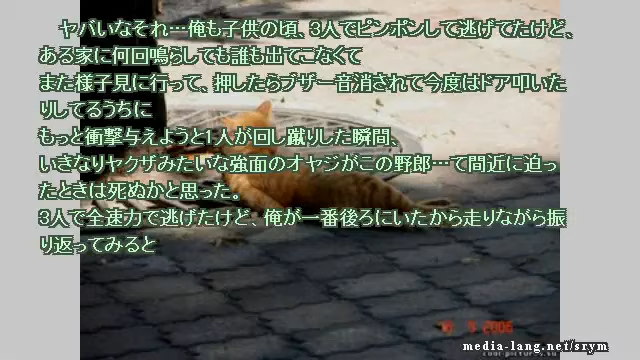 ヤバいなそれ…俺も子供の頃、3人でピンポンして逃げてたけど、
ある家に何回鳴らしても誰も出てこなくて
また様子見に行って、押したらブザー音消されて今度はドア叩いた
りしてるうちに
もっと衝撃与えようと1人が回し蹴りした瞬間、
いきなりヤクザみたいな強面のオヤジがこの野郎…て間近に迫っ
たときは死ぬかと思った。
3人で全速力で逃げたけど、俺が一番後ろにいたから走りながら振
り返ってみると
2006
media-lang.net/srym